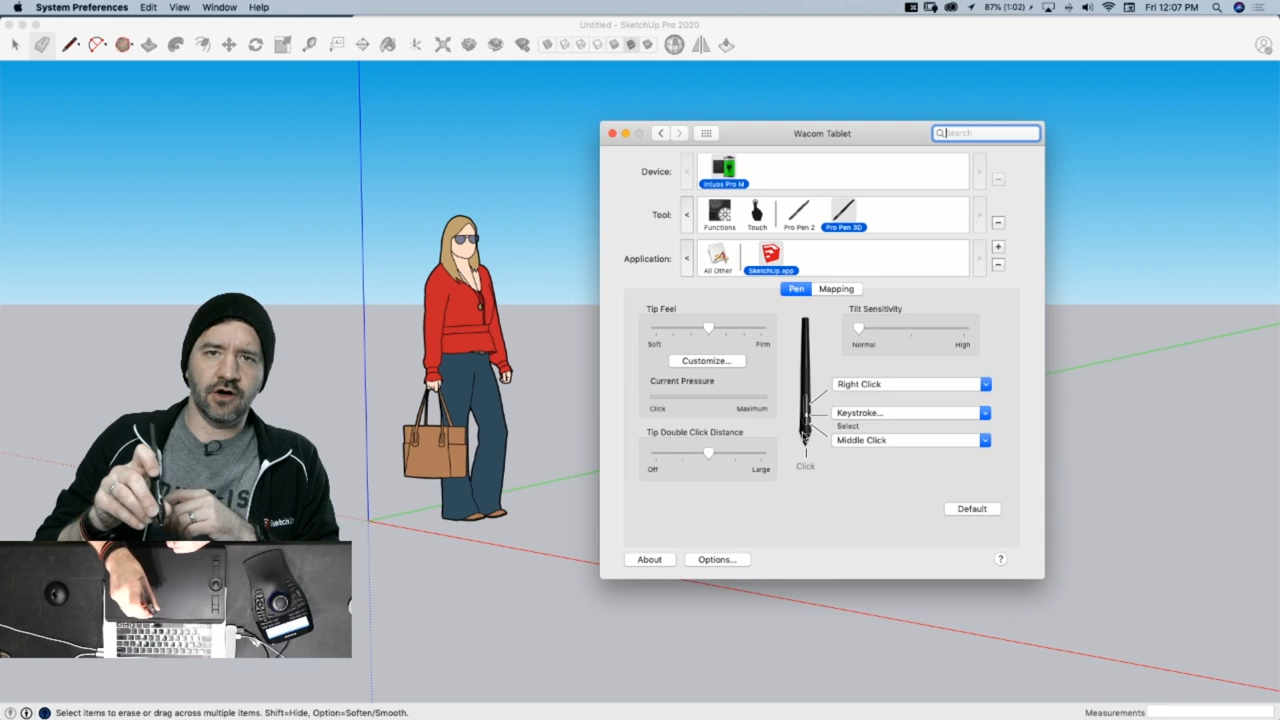 System Preferences Edit View Window Help 87% (1:02) Fri 12:07 PM
Untitled - SketchUp Pro 2020
Wacom Tablet
Search
Device:
Intuos Pro M
Tool:
Functions Touch Pro Pen 2 Pro Pen 3D
Application:
All Other SketchUp.app
Pen Mapping
Tip Feel
Soft Firm
Customize...
Current Pressure
Click Maximum
Tip Double Click Distance
Off Large
Tilt Sensitivity
Normal High
Right Click
Keystroke...
Select
Middle Click
Click
Default
About Options... ?
SketchUp
Select items to erase or drag across multiple items. Shift=Hide, Option=Soften/Smooth.
Measurements